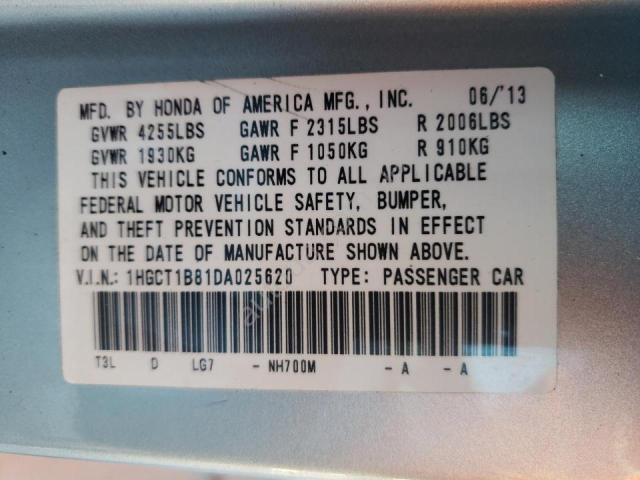 MFD. BY HONDA OF AMERICA MFG., INC. 06/'13
GVWR 4255LBS GAWR F 2315LBS R 2006LBS
GVWR 1930KG GAWR F 1050KG R 910KG
THIS VEHICLE CONFORMS TO ALL APPLICABLE
FEDERAL MOTOR VEHICLE SAFETY, BUMPER,
AND THEFT PREVENTION STANDARDS IN EFFECT
ON THE DATE OF MANUFACTURE SHOWN ABOVE.
V.I.N.: 1HGCT1B81DA025620 TYPE: PASSENGER CAR
T3L D LG7 - NH700M - A - A